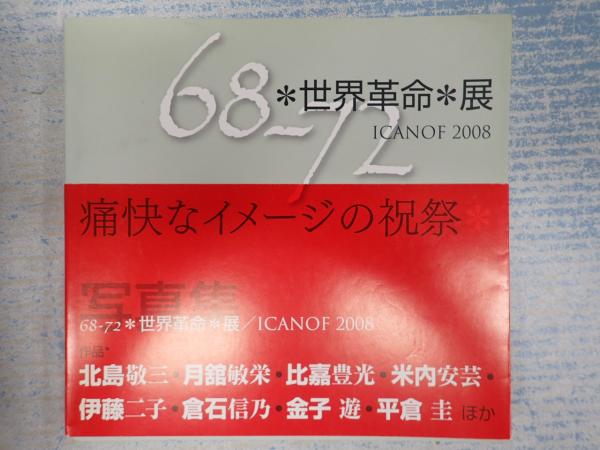 68-72
＊世界革命＊展
ICANOF 2008
痛快なイメージの祝祭＊
写真集
68-72＊世界革命＊展／ICANOF 2008
作品*
北島敬三・月舘敏栄・比嘉豊光・米内安芸・
伊藤二子・倉石信乃・金子 遊・平倉 圭 ほか